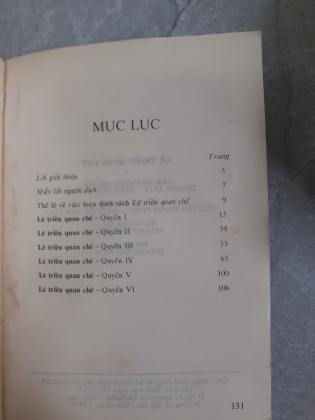 MỤC LỤC
Trang
Lời giới thiệu 5
Mấy lời người dịch 7
Thể lệ về việc hiệu đính sách Lê triều quan chế 9
Lê triều quan chế – Quyển I 15
Lê triều quan chế – Quyển II 39
Lê triều quan chế – Quyển III 53
Lê triều quan chế – Quyển IV 65
Lê triều quan chế – Quyển V 100
Lê triều quan chế – Quyển VI 106
131